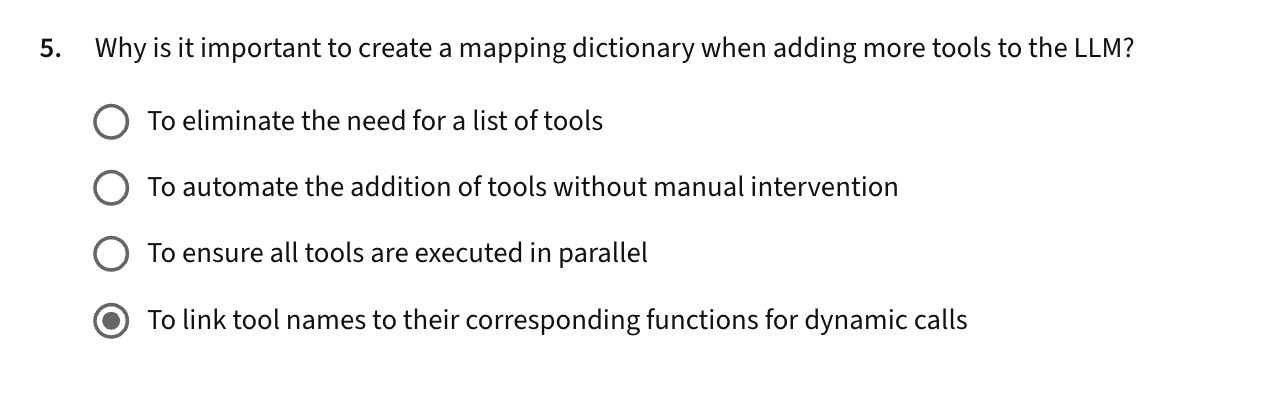 5. Why is it important to create a mapping dictionary when adding more tools to the LLM?
To eliminate the need for a list of tools
To automate the addition of tools without manual intervention
To ensure all tools are executed in parallel
To link tool names to their corresponding functions for dynamic calls